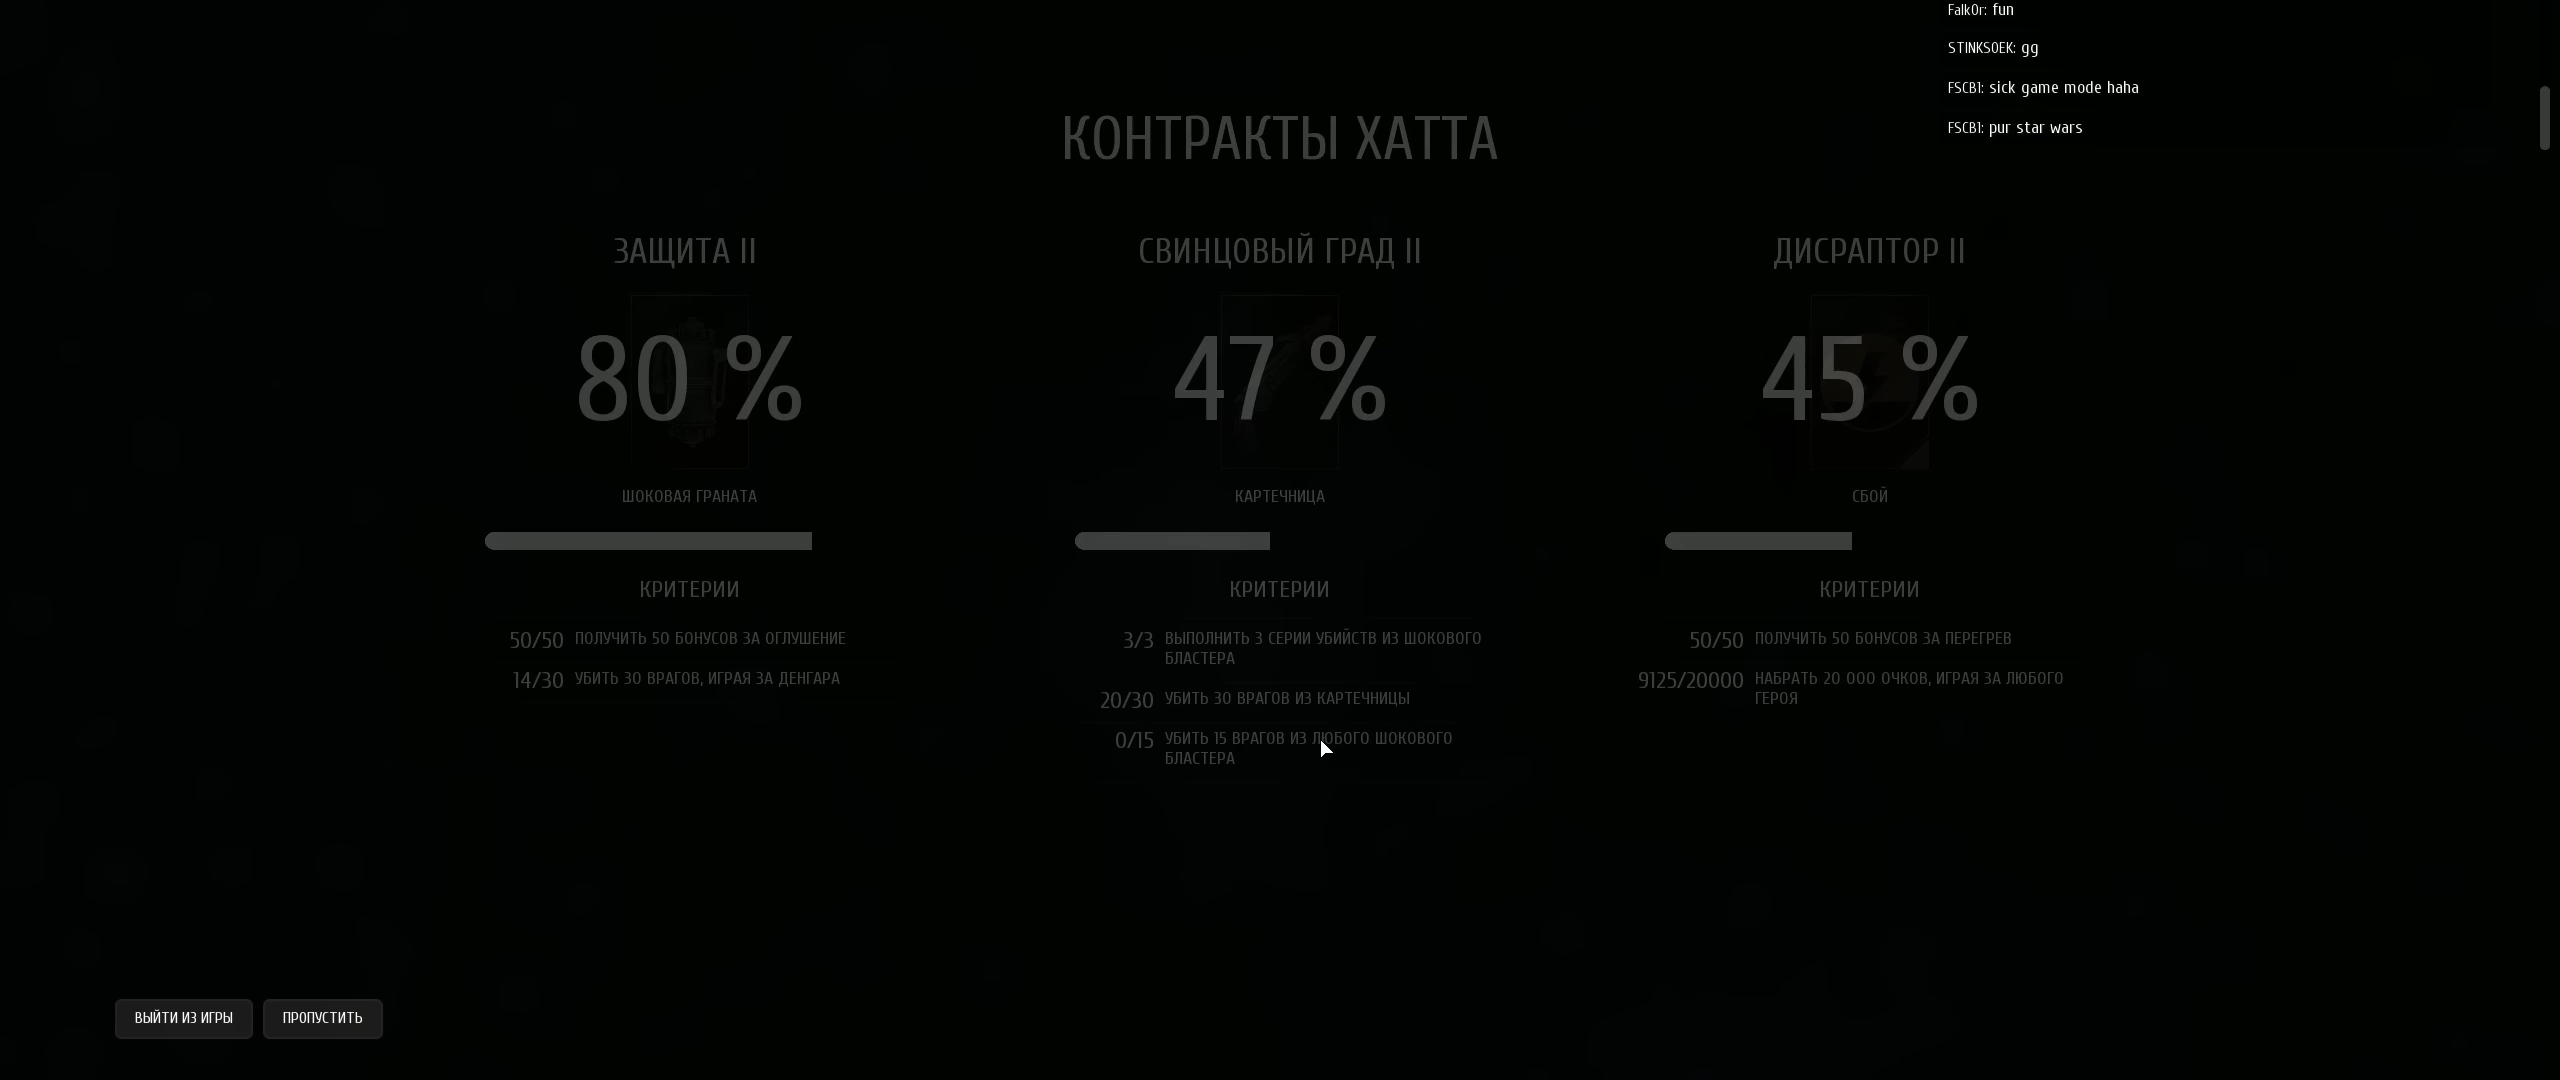 Falk0r: fun
STINKSOEK: gg
FSCB1: sick game mode haha
FSCB1: pur star wars
КОНТРАКТЫ ХАТТА
ЗАЩИТА II
80 %
ШОКОВАЯ ГРАНАТА
КРИТЕРИИ
50/50 ПОЛУЧИТЬ 50 БОНУСОВ ЗА ОГЛУШЕНИЕ
14/30 УБИТЬ 30 ВРАГОВ, ИГРАЯ ЗА ДЕНГАРА
СВИНЦОВЫЙ ГРАД II
47 %
КАРТЕЧНИЦА
КРИТЕРИИ
3/3 ВЫПОЛНИТЬ 3 СЕРИИ УБИЙСТВ ИЗ ШОКОВОГО
БЛАСТЕРА
20/30 УБИТЬ 30 ВРАГОВ ИЗ КАРТЕЧНИЦЫ
0/15 УБИТЬ 15 ВРАГОВ ИЗ ЛЮБОГО ШОКОВОГО
БЛАСТЕРА
ДИСРАПТОР II
45 %
СБОЙ
КРИТЕРИИ
50/50 ПОЛУЧИТЬ 50 БОНУСОВ ЗА ПЕРЕГРЕВ
9125/20000 НАБРАТЬ 20 000 ОЧКОВ, ИГРАЯ ЗА ЛЮБОГО
ГЕРОЯ
ВЫЙТИ ИЗ ИГРЫ
ПРОПУСТИТЬ